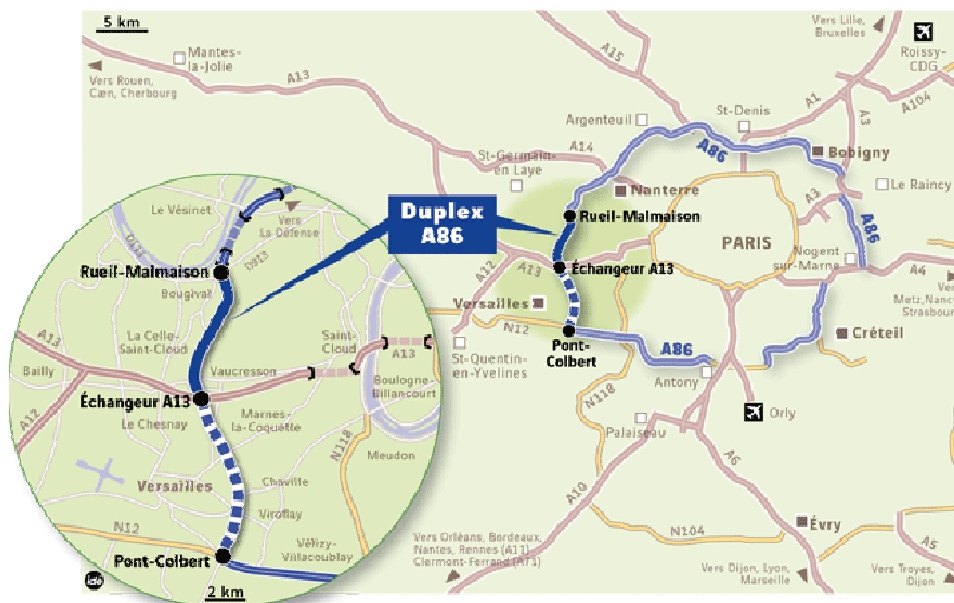 5 km
Mantes-
la-Jolie
Vers Rouen,
Cæn, Cherbourg
A13
A15
Vers Lille,
Bruxelles
Roissy-
CDG
A1
A104
A3
St-Denis
Argenteuil
A86
Bobigny
St-Germain-
en Laye
A14
Nanterre
Le Raincy
Duplex
A86
Rueil-Malmaison
A3
A86
PARIS
Nogent
sur-Marne
A12
A13
Échangeur A13
A4
Vers
Metz, Nancy
Strasbourg
Versailles
N12
Pont-
Colbert
Créteil
St-Quentin-
en-Yvelines
A86
Antony
N118
Orly
Palaiseau
A6
A10
N104
Évry
A5
Vers Orléans, Bordeaux,
Nantes, Rennes (A11)
Clermont-Ferrand (A71)
Vers Dijon, Lyon,
Marseille
Vers Troyes,
Dijon
Le Vésinet
Vers
La Défense
D113
D913
Rueil-Malmaison
Bougival
La Celle-
Saint-Cloud
Saint-
Cloud
A13
A13
Bailly
Vaucresson
Boulogne-
Billancourt
Échangeur A13
A12
Le Chesnay
Marnes-
la-Coquette
N118
Meudon
Versailles
Chaville
Viroflay
N12
Vélizy-
Villacoublay
Pont-Colbert
idé
2 km